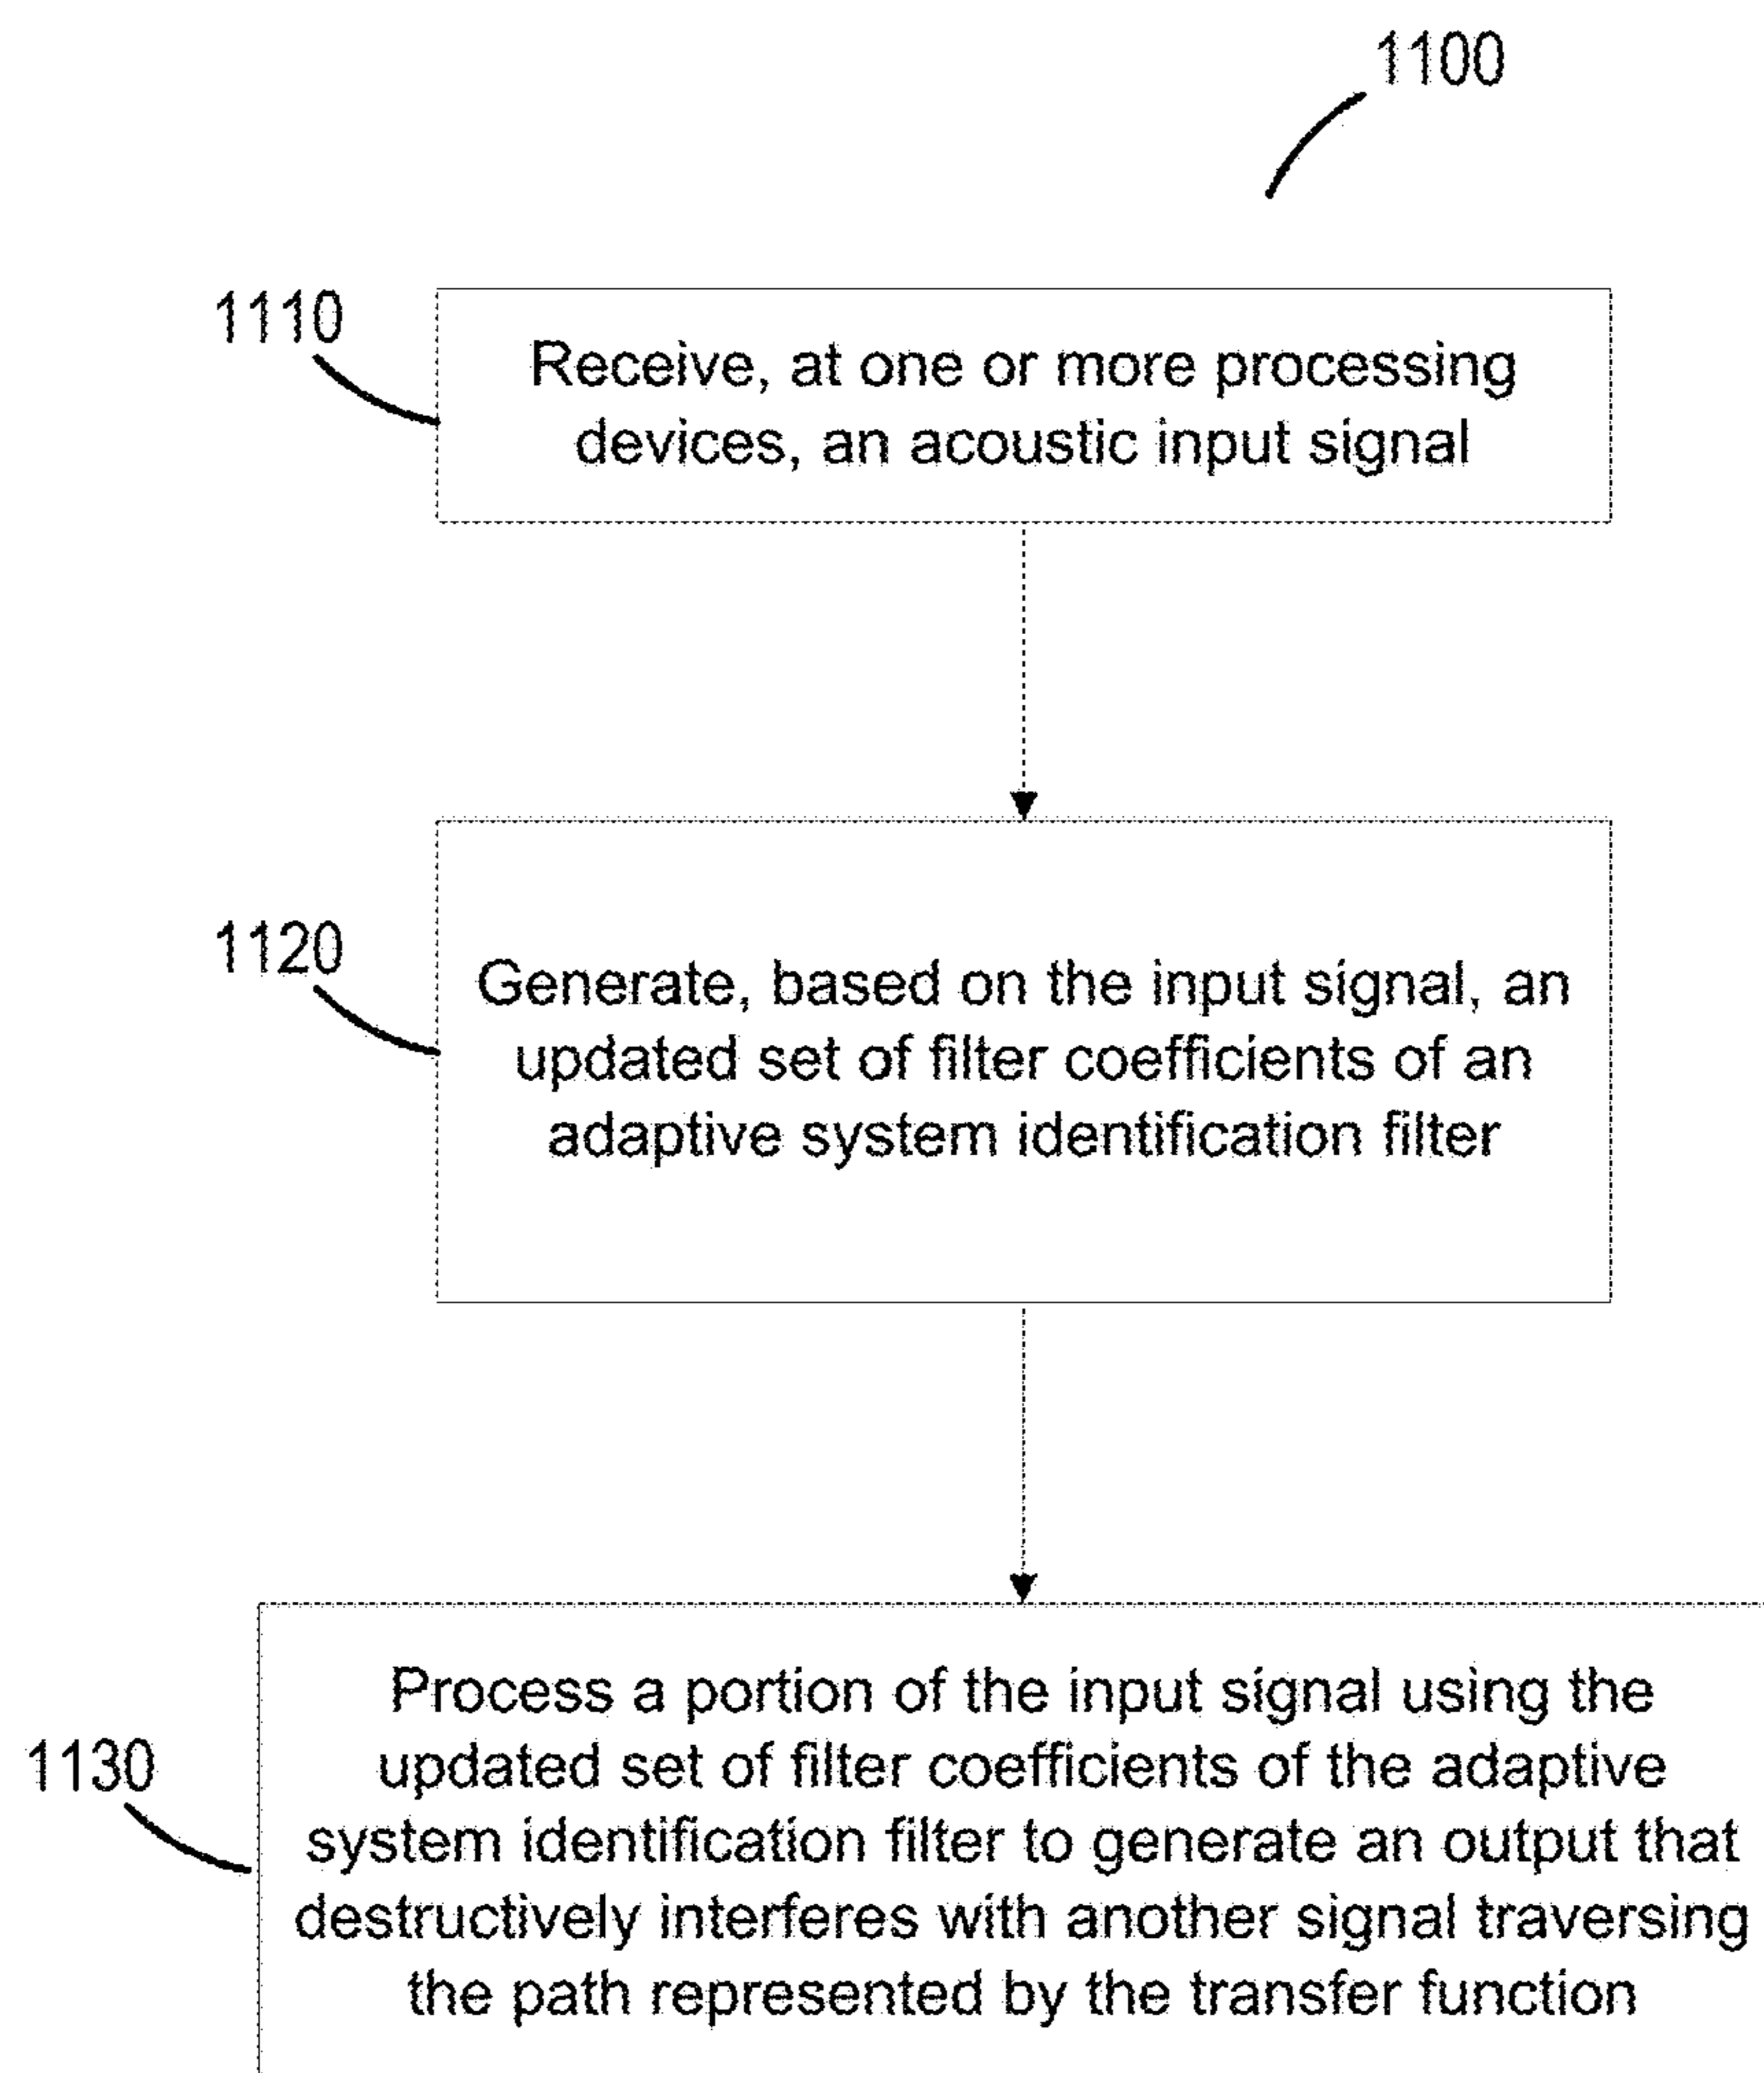 1100
1110
Receive, at one or more processing
devices, an acoustic input signal
1120
Generate, based on the input signal, an
updated set of filter coefficients of an
adaptive system identification filter
1130
Process a portion of the input signal using the
updated set of filter coefficients of the adaptive
system identification filter to generate an output that
destructively interferes with another signal traversing
the path represented by the transfer function